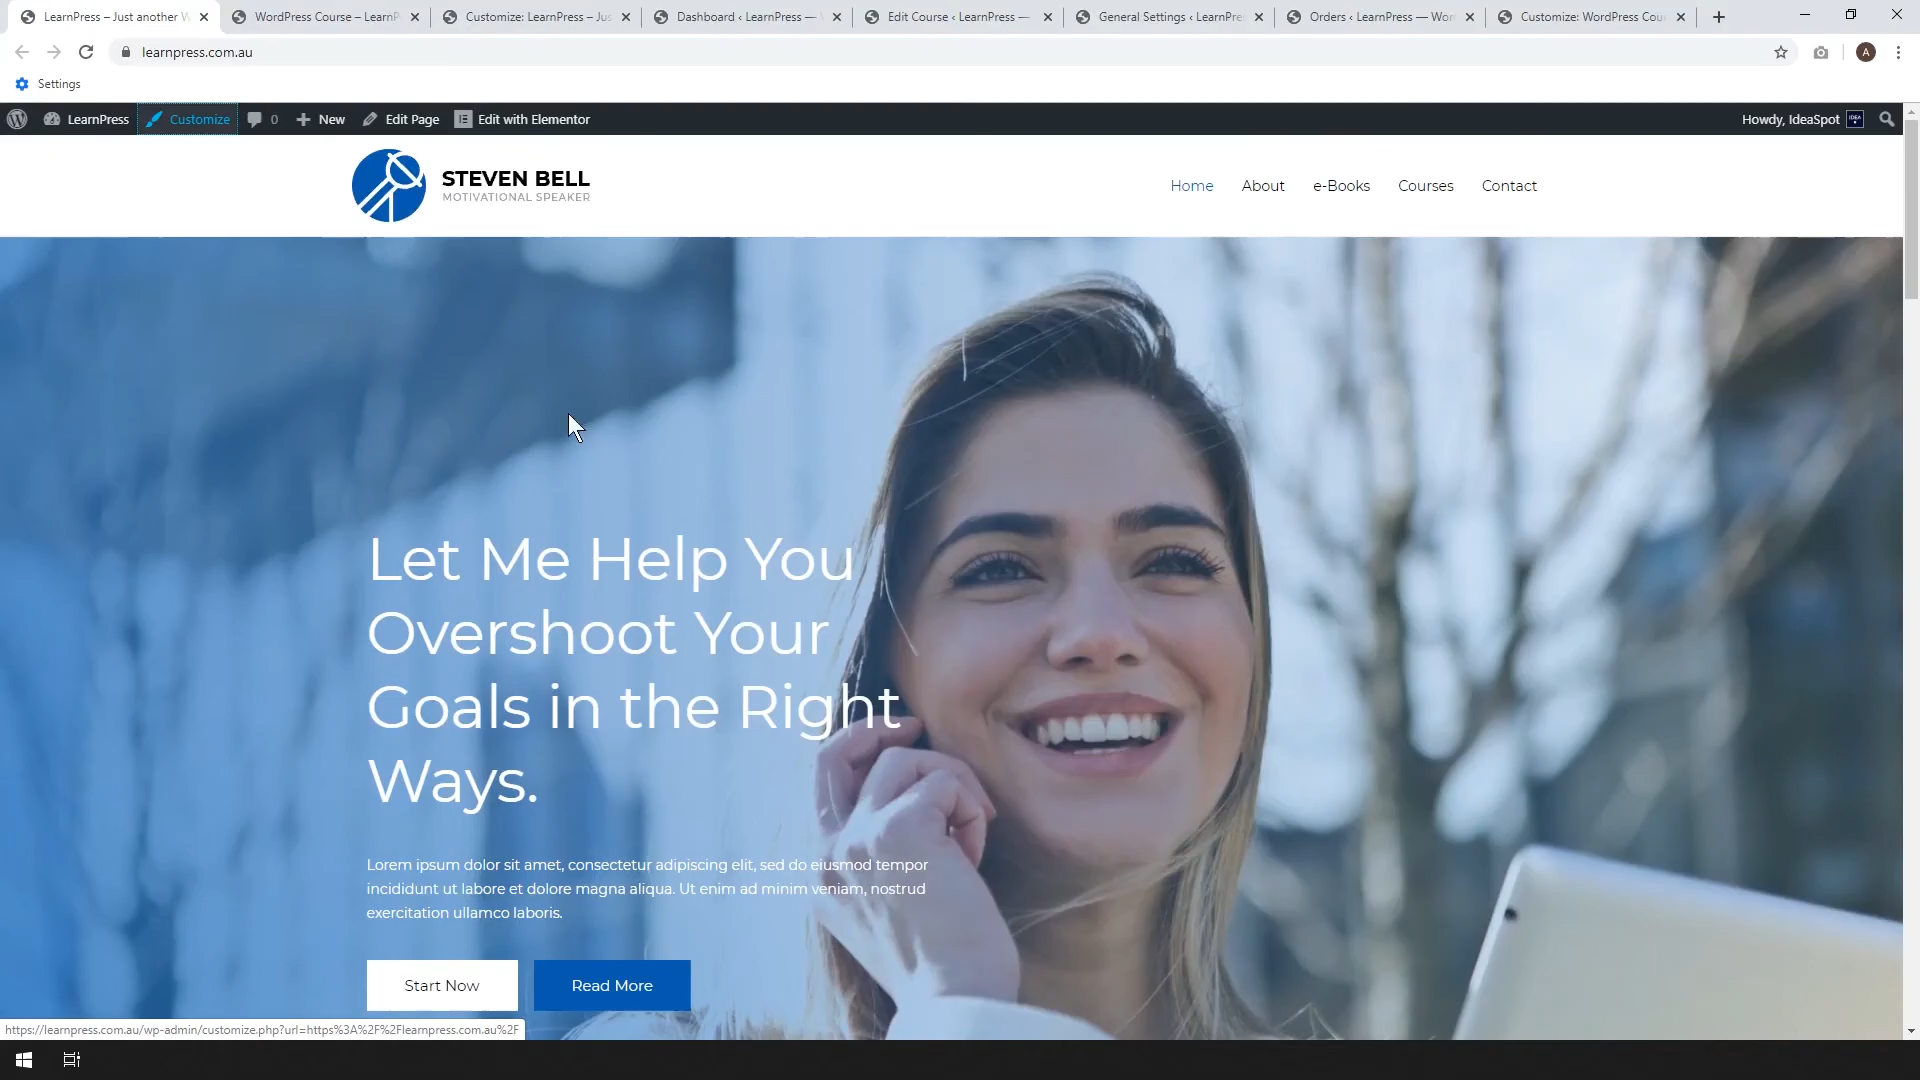 LearnPress – Just another W
WordPress Course – LearnP
Customize: LearnPress – Jus
Dashboard ‹ LearnPress — W
Edit Course ‹ LearnPress —
General Settings ‹ LearnPres
Orders ‹ LearnPress — Wor
Customize: WordPress Cou
learnpress.com.au
A
Settings
LearnPress
Customize
0
New
Edit Page
Edit with Elementor
Howdy, IdeaSpot
IDEA
STEVEN BELL
MOTIVATIONAL SPEAKER
Home
About
e-Books
Courses
Contact
Let Me Help You
Overshoot Your
Goals in the Right
Ways.
Lorem ipsum dolor sit amet, consectetur adipiscing elit, sed do eiusmod tempor
incididunt ut labore et dolore magna aliqua. Ut enim ad minim veniam, nostrud
exercitation ullamco laboris.
Start Now
Read More
https://learnpress.com.au/wp-admin/customize.php?url=https%3A%2F%2Flearnpress.com.au%2F